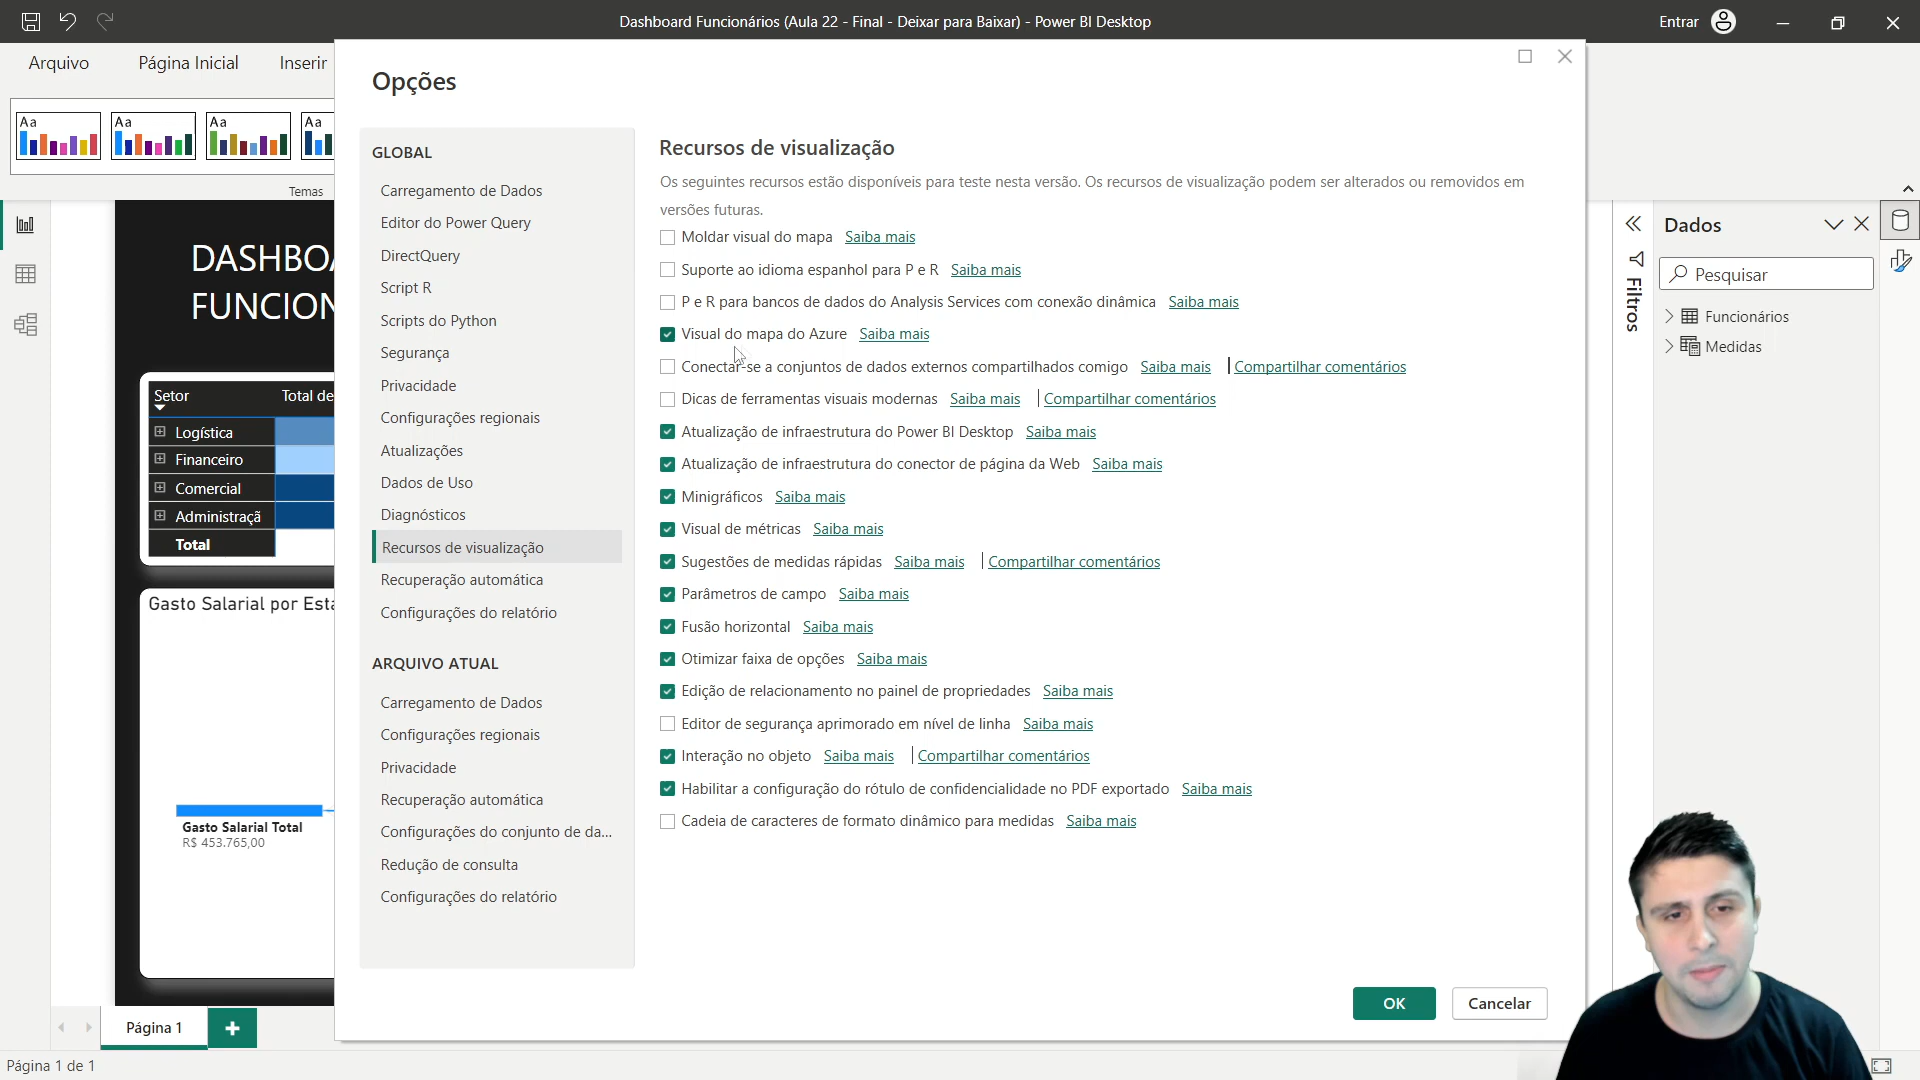 Dashboard Funcionários (Aula 22 - Final - Deixar para Baixar) - Power BI Desktop
Entrar
Arquivo
Página Inicial
Inserir
Aa
Aa
Aa
Aa
Temas
DASHBOA
FUNCION
Setor
Total de
Logística
Financeiro
Comercial
Administraçã
Total
Gasto Salarial por Esta
Gasto Salarial Total
R$ 453.765,00
Página 1
Página 1 de 1
Opções
GLOBAL
Carregamento de Dados
Editor do Power Query
DirectQuery
Script R
Scripts do Python
Segurança
Privacidade
Configurações regionais
Atualizações
Dados de Uso
Diagnósticos
Recursos de visualização
Recuperação automática
Configurações do relatório
ARQUIVO ATUAL
Carregamento de Dados
Configurações regionais
Privacidade
Recuperação automática
Configurações do conjunto de da...
Redução de consulta
Configurações do relatório
Recursos de visualização
Os seguintes recursos estão disponíveis para teste nesta versão. Os recursos de visualização podem ser alterados ou removidos em
versões futuras.
Moldar visual do mapa Saiba mais
Suporte ao idioma espanhol para P e R Saiba mais
P e R para bancos de dados do Analysis Services com conexão dinâmica Saiba mais
Visual do mapa do Azure Saiba mais
Conectar-se a conjuntos de dados externos compartilhados comigo Saiba mais Compartilhar comentários
Dicas de ferramentas visuais modernas Saiba mais Compartilhar comentários
Atualização de infraestrutura do Power BI Desktop Saiba mais
Atualização de infraestrutura do conector de página da Web Saiba mais
Minigráficos Saiba mais
Visual de métricas Saiba mais
Sugestões de medidas rápidas Saiba mais Compartilhar comentários
Parâmetros de campo Saiba mais
Fusão horizontal Saiba mais
Otimizar faixa de opções Saiba mais
Edição de relacionamento no painel de propriedades Saiba mais
Editor de segurança aprimorado em nível de linha Saiba mais
Interação no objeto Saiba mais Compartilhar comentários
Habilitar a configuração do rótulo de confidencialidade no PDF exportado Saiba mais
Cadeia de caracteres de formato dinâmico para medidas Saiba mais
OK
Cancelar
Filtros
Dados
Pesquisar
Funcionários
Medidas